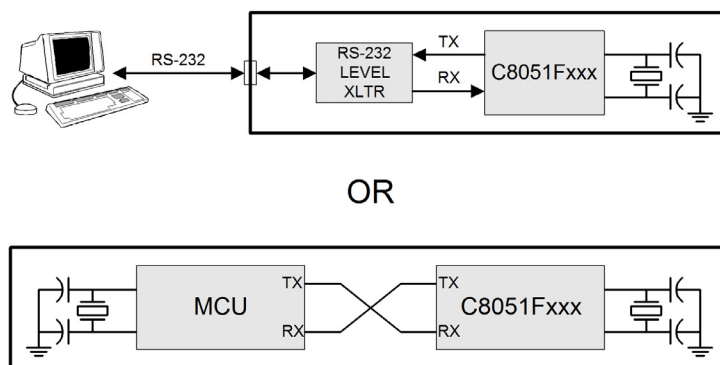 RS-232
RS-232
LEVEL
XLTR
TX
RX
C8051Fxxx
OR
MCU
TX
RX
TX
RX
C8051Fxxx